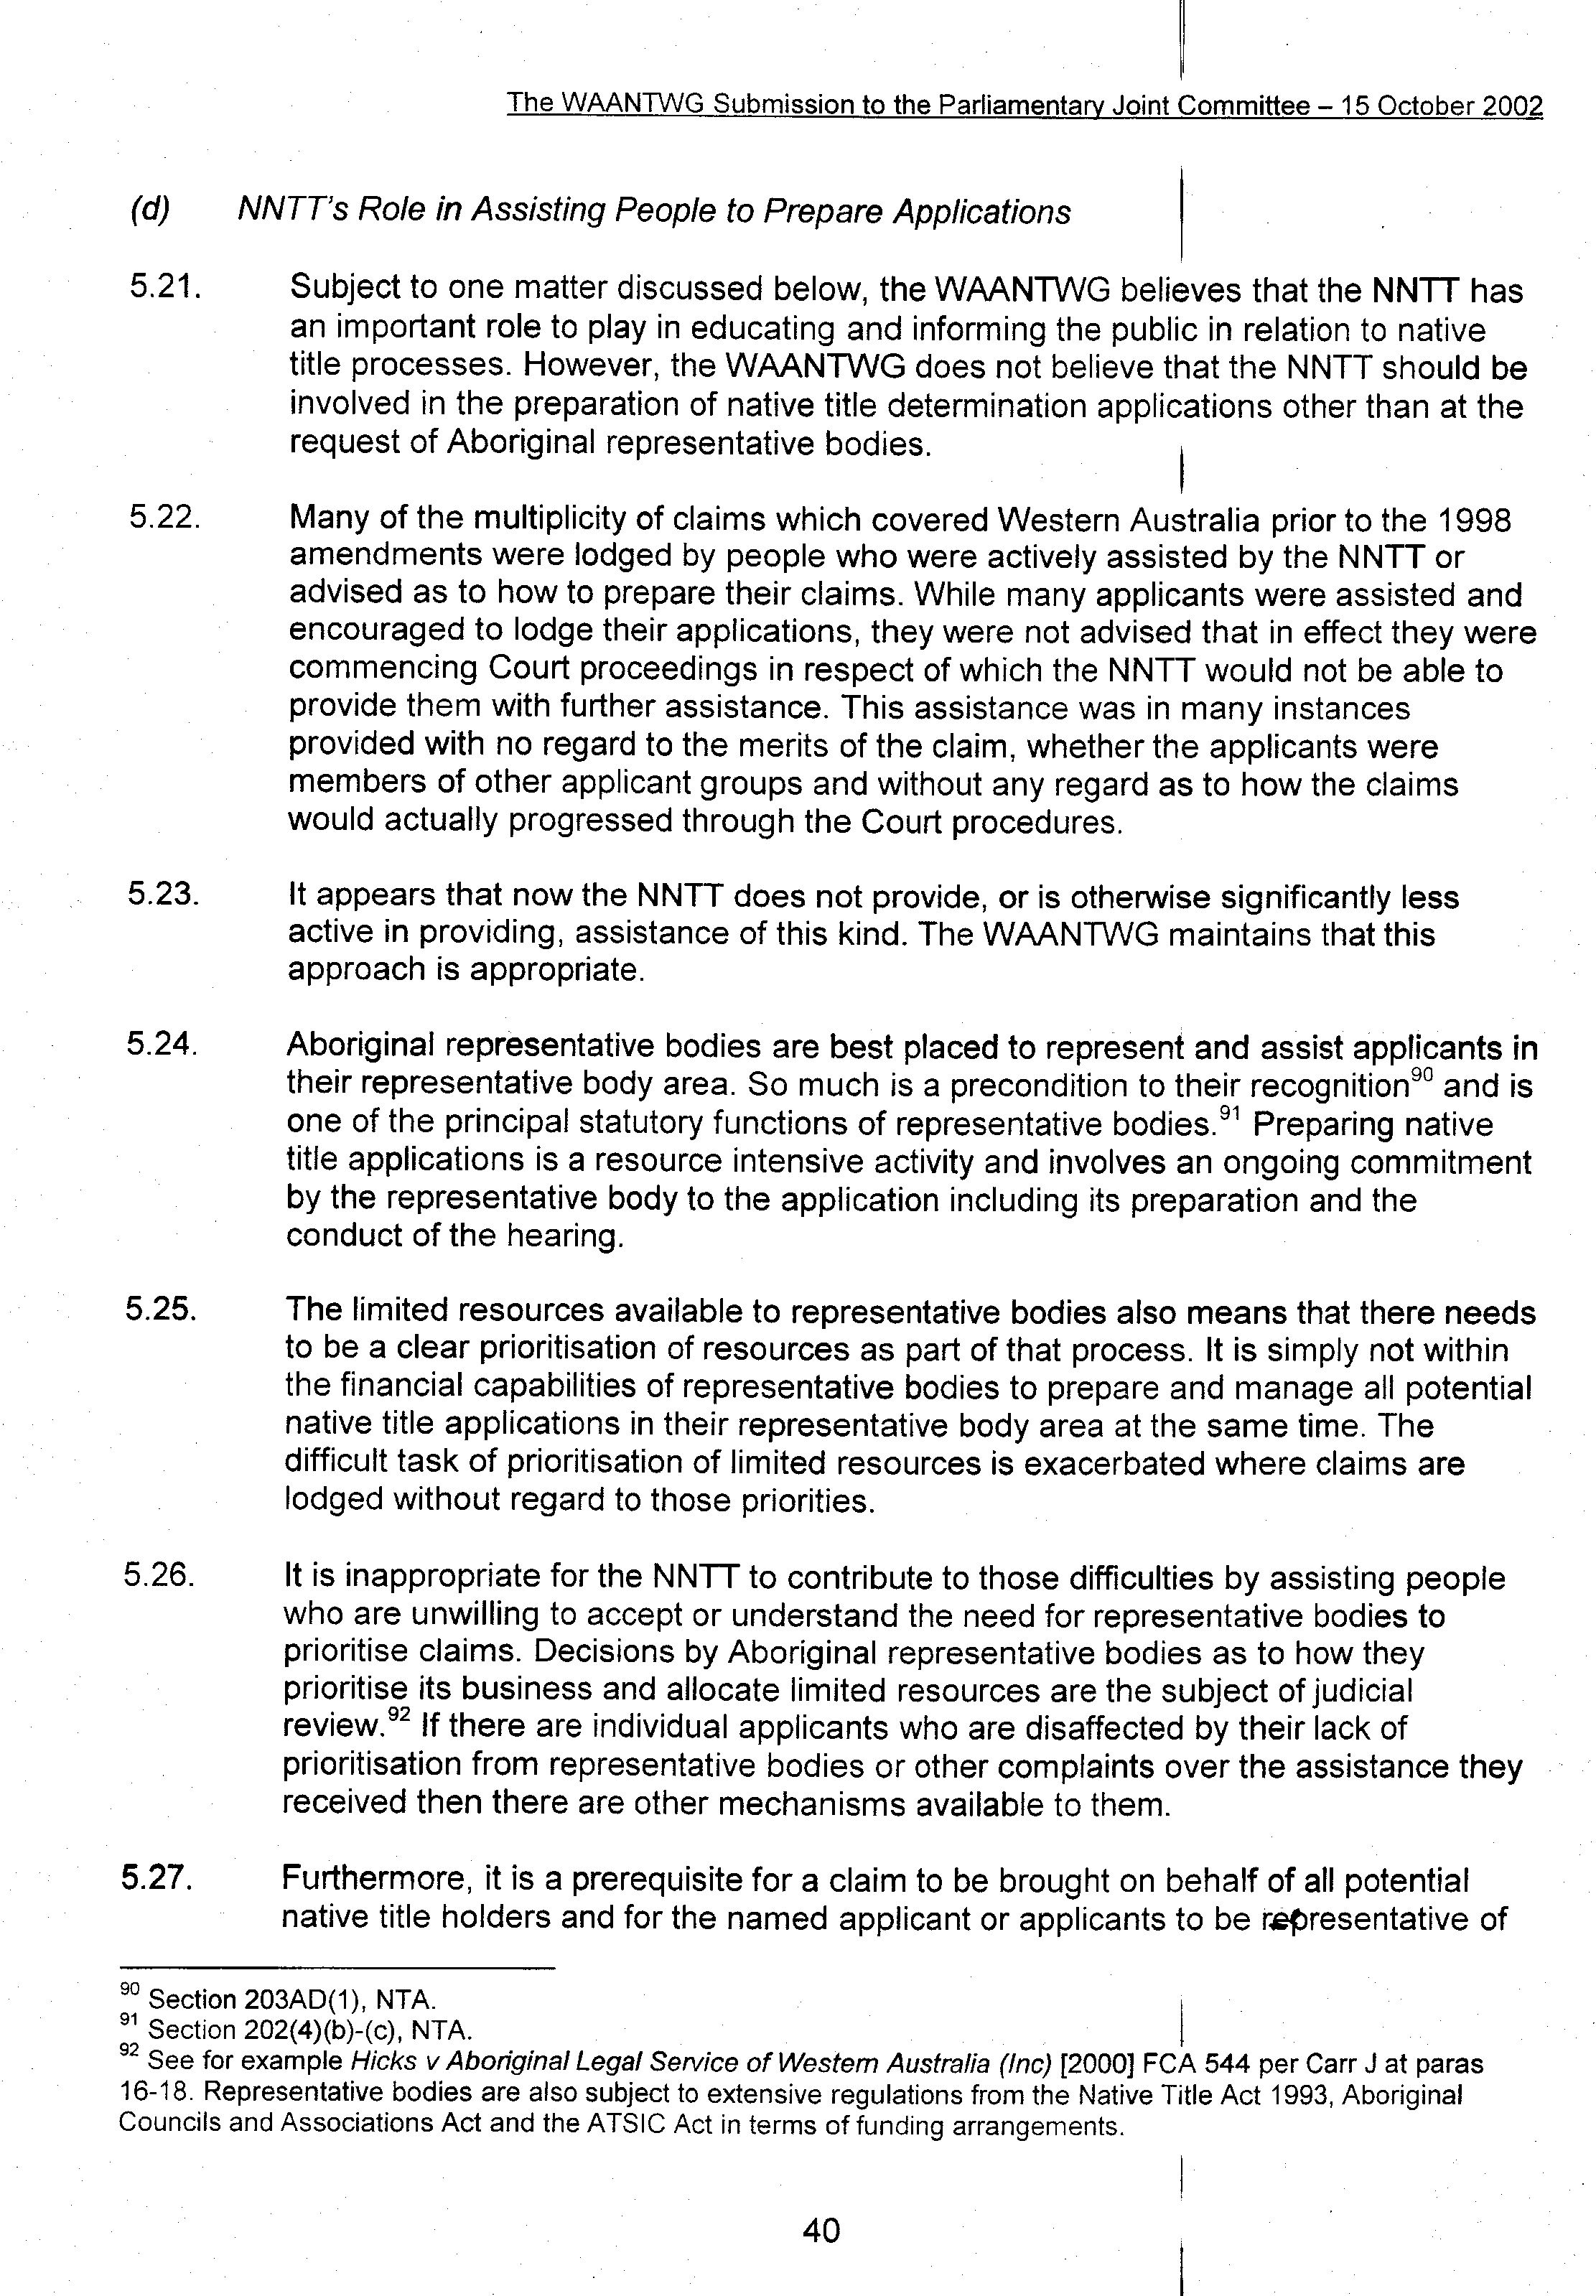 The WAANTWG Submission to the Parliamentary Joint Committee – 15 October 2002
(d) NNTT's Role in Assisting People to Prepare Applications
5.21. Subject to one matter discussed below, the WAANTWG believes that the NNTT has
an important role to play in educating and informing the public in relation to native
title processes. However, the WAANTWG does not believe that the NNTT should be
involved in the preparation of native title determination applications other than at the
request of Aboriginal representative bodies.
5.22. Many of the multiplicity of claims which covered Western Australia prior to the 1998
amendments were lodged by people who were actively assisted by the NNTT or
advised as to how to prepare their claims. While many applicants were assisted and
encouraged to lodge their applications, they were not advised that in effect they were
commencing Court proceedings in respect of which the NNTT would not be able to
provide them with further assistance. This assistance was in many instances
provided with no regard to the merits of the claim, whether the applicants were
members of other applicant groups and without any regard as to how the claims
would actually progressed through the Court procedures.
5.23. It appears that now the NNTT does not provide, or is otherwise significantly less
active in providing, assistance of this kind. The WAANTWG maintains that this
approach is appropriate.
5.24. Aboriginal representative bodies are best placed to represent and assist applicants in
their representative body area. So much is a precondition to their recognition⁹⁰ and is
one of the principal statutory functions of representative bodies.⁹¹ Preparing native
title applications is a resource intensive activity and involves an ongoing commitment
by the representative body to the application including its preparation and the
conduct of the hearing.
5.25. The limited resources available to representative bodies also means that there needs
to be a clear prioritisation of resources as part of that process. It is simply not within
the financial capabilities of representative bodies to prepare and manage all potential
native title applications in their representative body area at the same time. The
difficult task of prioritisation of limited resources is exacerbated where claims are
lodged without regard to those priorities.
5.26. It is inappropriate for the NNTT to contribute to those difficulties by assisting people
who are unwilling to accept or understand the need for representative bodies to
prioritise claims. Decisions by Aboriginal representative bodies as to how they
prioritise its business and allocate limited resources are the subject of judicial
review.⁹² If there are individual applicants who are disaffected by their lack of
prioritisation from representative bodies or other complaints over the assistance they
received then there are other mechanisms available to them.
5.27. Furthermore, it is a prerequisite for a claim to be brought on behalf of all potential
native title holders and for the named applicant or applicants to be representative of
⁹⁰ Section 203AD(1), NTA.
⁹¹ Section 202(4)(b)-(c), NTA.
⁹² See for example Hicks v Aboriginal Legal Service of Western Australia (Inc) [2000] FCA 544 per Carr J at paras
16-18. Representative bodies are also subject to extensive regulations from the Native Title Act 1993, Aboriginal
Councils and Associations Act and the ATSIC Act in terms of funding arrangements.
40